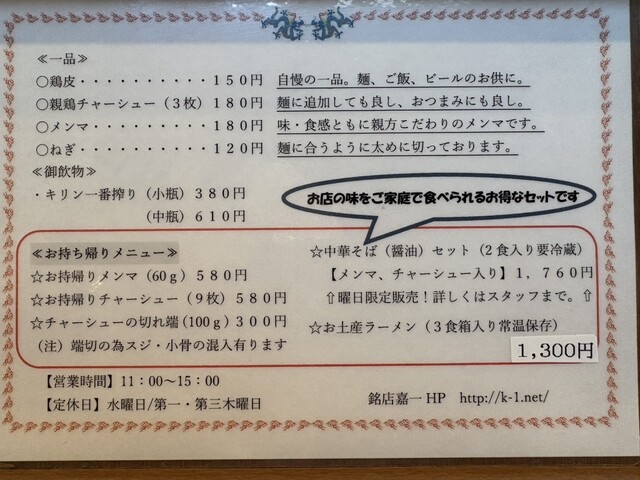 ≪一品≫
○鶏皮・・・・・・・・・・150円 自慢の一品。麺、ご飯、ビールのお供に。
○親鶏チャーシュー(3枚)180円 麺に追加しても良し、おつまみにも良し。
○メンマ・・・・・・・・・180円 味・食感ともに親方こだわりのメンマです。
○ねぎ・・・・・・・・・・120円 麺に合うように太めに切っております。
≪御飲物≫
・キリン一番搾り(小瓶)380円
(中瓶)610円
お店の味をご家庭で食べられるお得なセットです
≪お持ち帰りメニュー≫
☆お持帰りメンマ(60g)580円
☆お持帰りチャーシュー(9枚)580円
☆チャーシューの切れ端(100g)300円
(注)端切の為スジ・小骨の混入有ります
☆中華そば(醤油)セット(2食入り要冷蔵)
【メンマ、チャーシュー入り】1,760円
⇧曜日限定販売!詳しくはスタッフまで。⇧
☆お土産ラーメン(3食箱入り常温保存)
1,300円
【営業時間】11:00~15:00
【定休日】水曜日/第一・第三木曜日
銘店嘉一HP http://k-1.net/